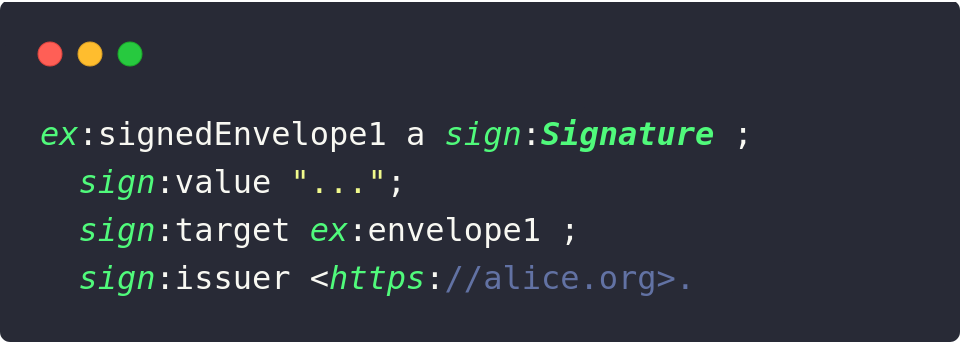 ex:signedEnvelope1 a sign:Signature ;
sign:value "...";
sign:target ex:envelope1 ;
sign:issuer <https://alice.org>.